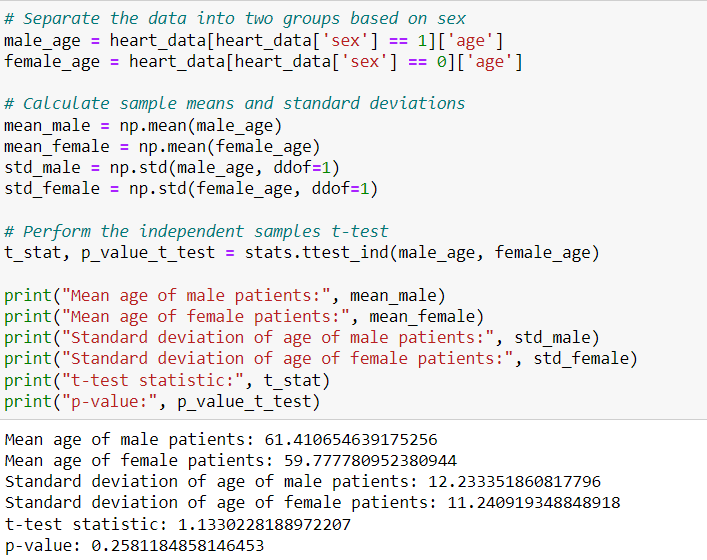 # Separate the data into two groups based on sex
male_age = heart_data[heart_data['sex'] == 1]['age']
female_age = heart_data[heart_data['sex'] == 0]['age']
# Calculate sample means and standard deviations
mean_male = np.mean(male_age)
mean_female = np.mean(female_age)
std_male = np.std(male_age, ddof=1)
std_female = np.std(female_age, ddof=1)
# Perform the independent samples t-test
t_stat, p_value_t_test = stats.ttest_ind(male_age, female_age)
print("Mean age of male patients:", mean_male)
print("Mean age of female patients:", mean_female)
print("Standard deviation of age of male patients:", std_male)
print("Standard deviation of age of female patients:", std_female)
print("t-test statistic:", t_stat)
print("p-value:", p_value_t_test)
Mean age of male patients: 61.410654639175256
Mean age of female patients: 59.777780952380944
Standard deviation of age of male patients: 12.233351860817796
Standard deviation of age of female patients: 11.240919348848918
t-test statistic: 1.1330228188972207
p-value: 0.2581184858146453